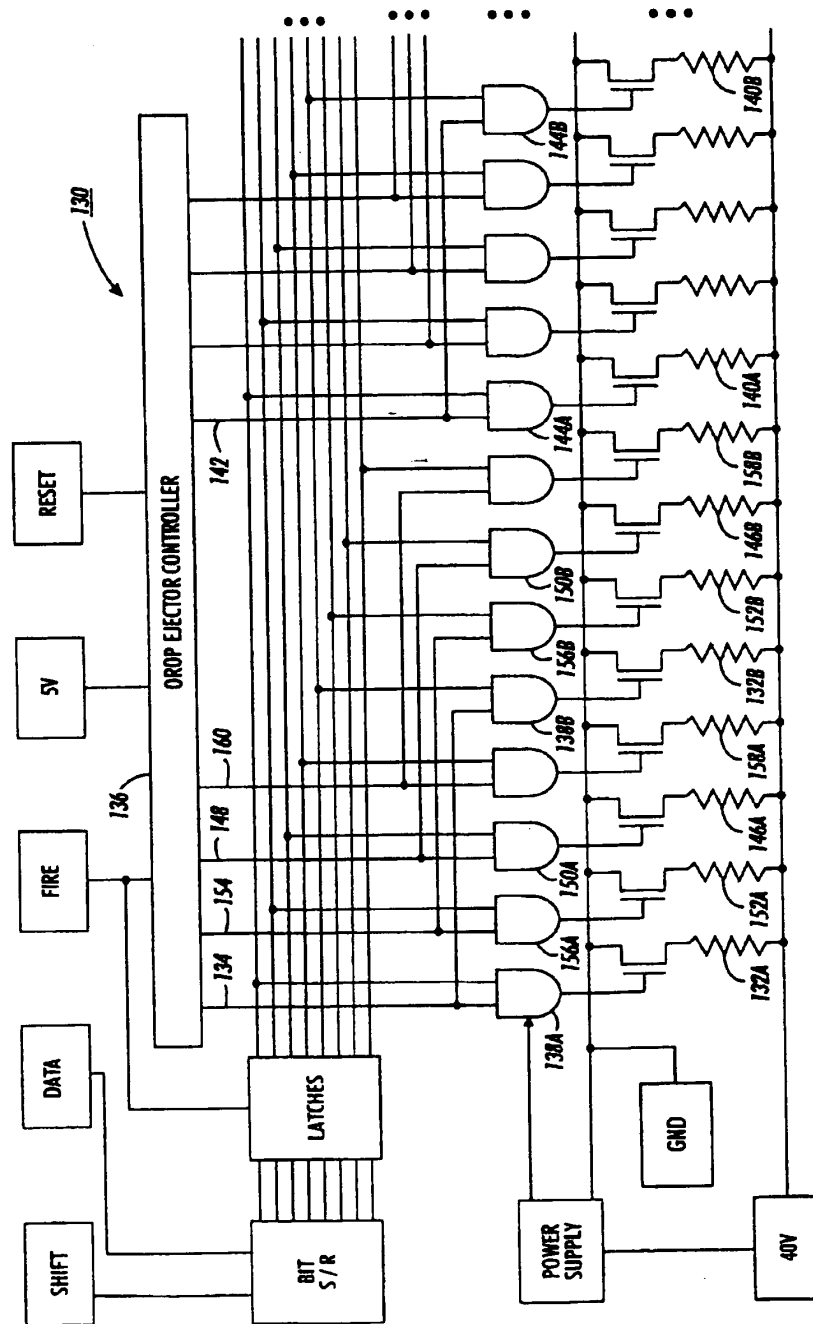 130
SHIFT
DATA
FIRE
5V
RESET
136
DROP EJECTOR CONTROLLER
134
154
148
160
142
BIT
S / R
LATCHES
138A
156A
150A
138B
156B
150B
144A
144B
POWER
SUPPLY
GND
40V
132A
152A
146A
158A
132B
152B
146B
158B
140A
140B